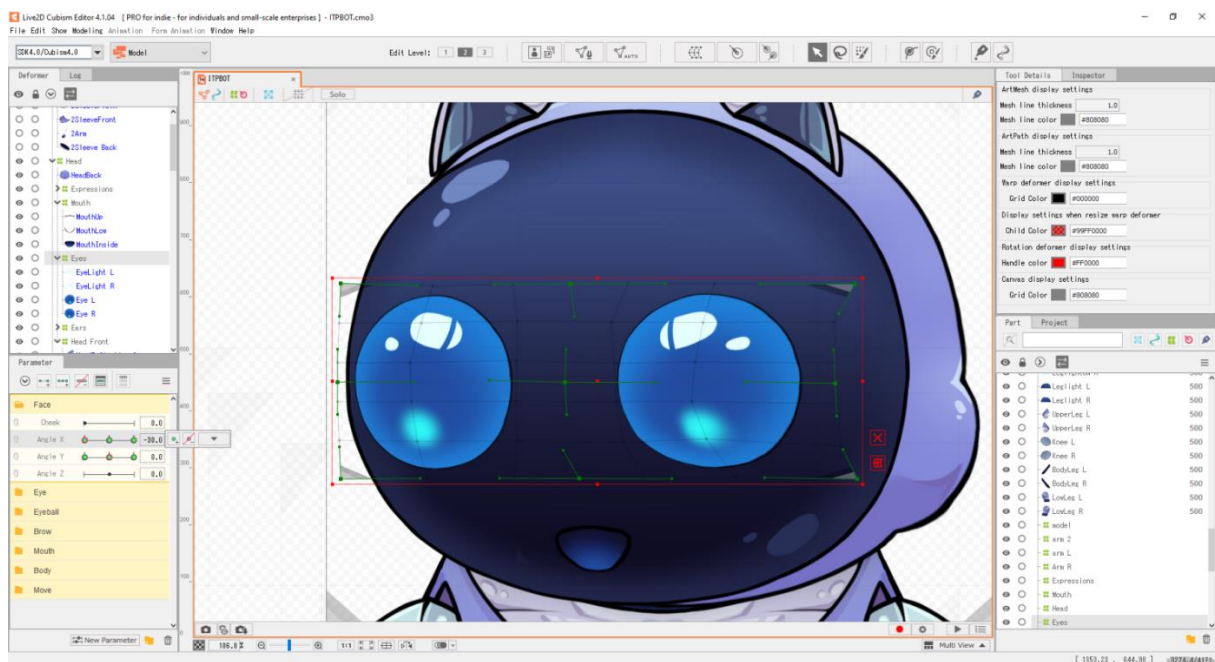 Live2D Cubism Editor 4.1.04 [ PRO for indie - for individuals and small-scale enterprises ] - ITPBOT.cmo3
File Edit Show Modeling Animation Form Animation Window Help
SDK4.0/Cubism4.0 Model Edit Level: 1 2 3 AUTO
Deformer Log
2SleeveFront
2Arm
2Sleeve Back
Head
HeadBack
Expressions
Mouth
MouthUp
MouthLow
MouthInside
Eyes
EyeLight L
EyeLight R
Eye L
Eye R
Ears
Head Front
Parameter
Face
Cheek 0.0
Angle X -30.0
Angle Y 0.0
Angle Z 0.0
Eye
Eyeball
Brow
Mouth
Body
Move
New Parameter
ITPBOT x
Solo
186.8% 1:1 Multi View
Tool Details Inspector
ArtMesh display settings
Mesh line thickness 1.0
Mesh line color #808080
ArtPath display settings
Mesh line thickness 1.0
Mesh line color #808080
Warp deformer display settings
Grid Color #000000
Display settings when resize warp deformer
Child Color #99FF0000
Rotation deformer display settings
Handle color #FF0000
Canvas display settings
Grid Color #808080
Part Project
Leglight L 500
Leglight R 500
UpperLeg L 500
UpperLeg R 500
Knee L 500
Knee R 500
BodyLeg L 500
BodyLeg R 500
LowLeg L 500
LowLeg R 500
model
arm 2
arm L
Arm R
Expressions
Mouth
Head
Eyes